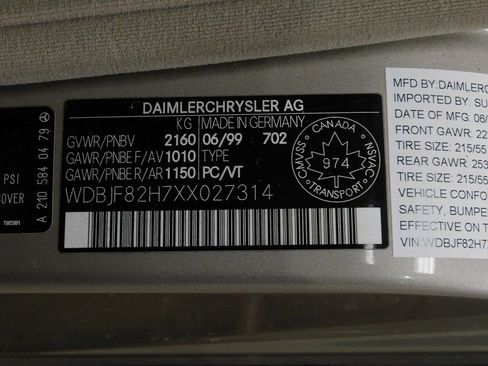 DAIMLERCHRYSLER AG
KG MADE IN GERMANY
GVWR/PNBV 2160 06/99 702
GAWR/PNBE F/AV 1010 TYPE
GAWR/PNBE R/AR 1150 PC/VT
WDBJF82H7XX027314
CANADA
CMVSS NSVAC
974
TRANSPORT
PSI
OVER
7965991
A 210 584 04 79
MFD BY:DAIMLERCH
IMPORTED BY: SU
DATE OF MFG: 06/
FRONT GAWR: 22
TIRE SIZE: 215/55
REAR GAWR: 253
TIRE SIZE: 215/55
VEHICLE CONFO
SAFETY, BUMPE
EFFECTIVE ON T
VIN:WDBJF82H7